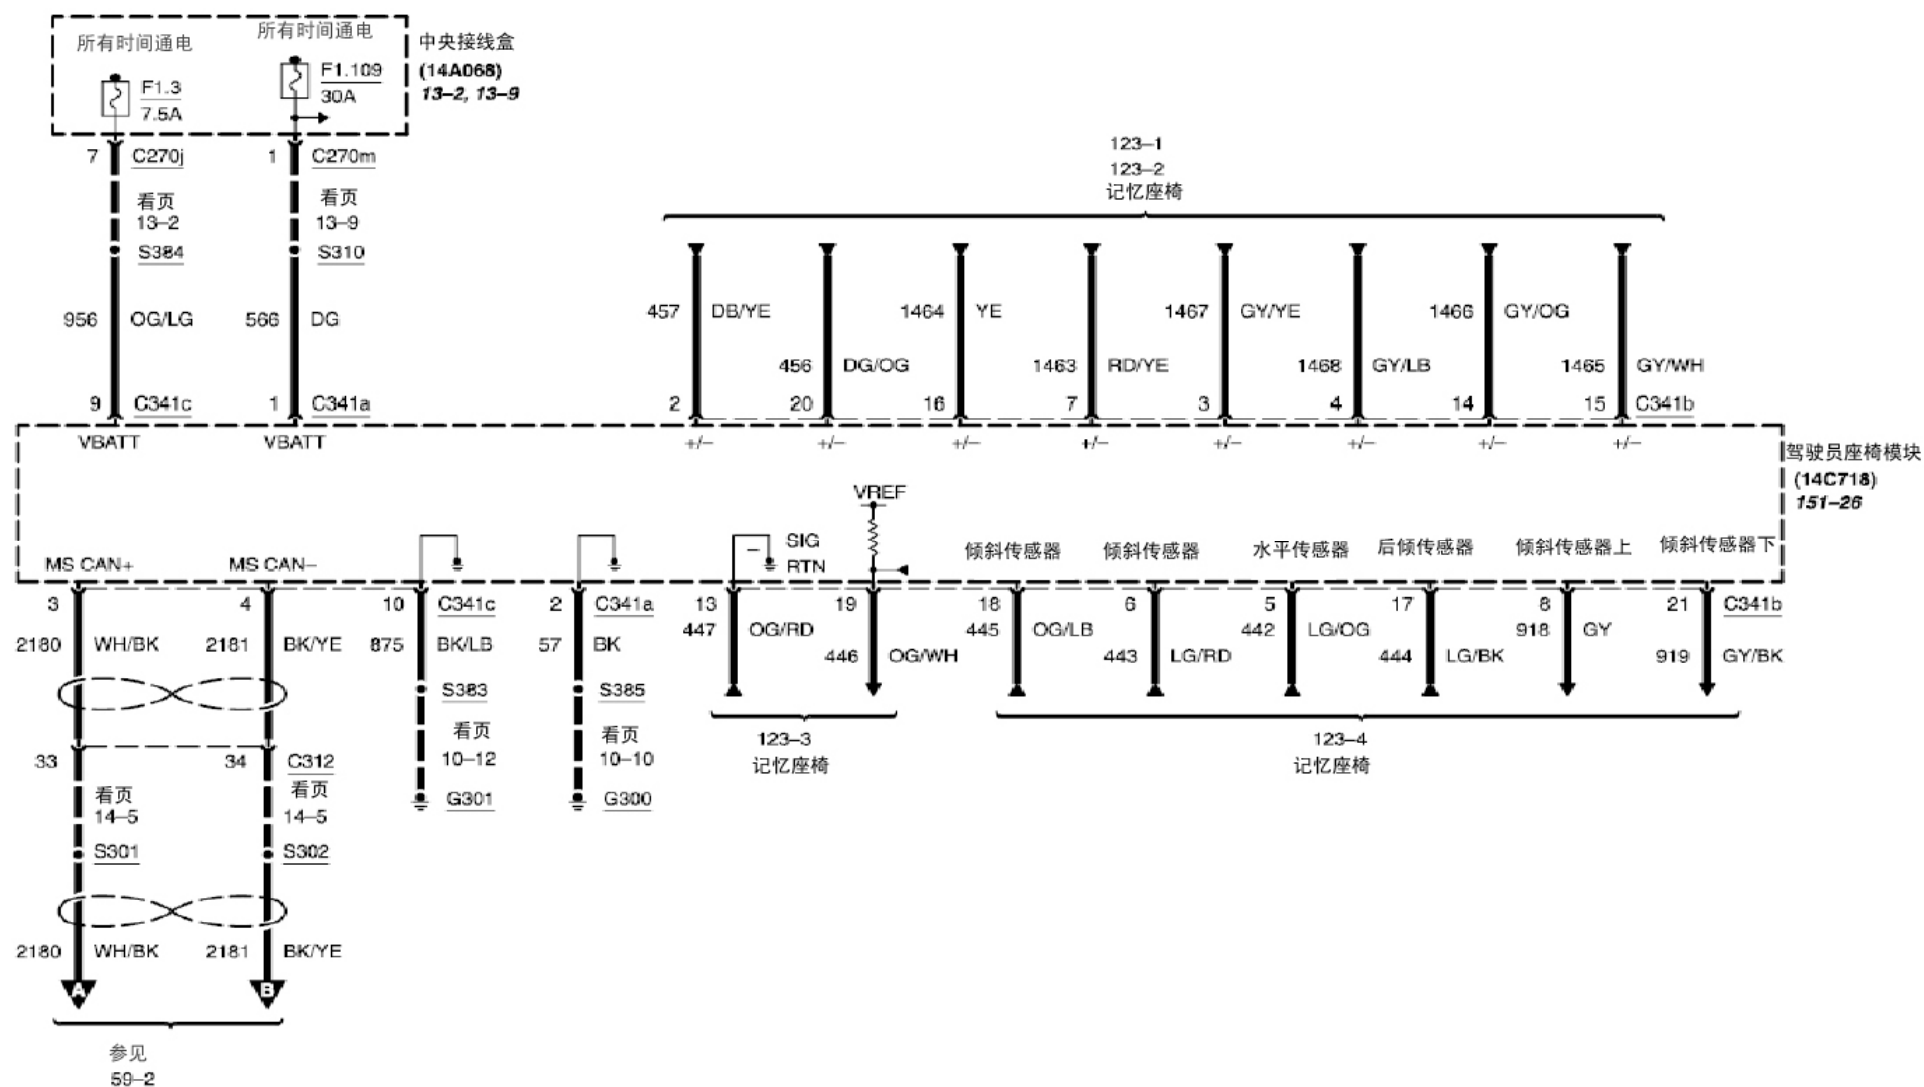 所有时间通电
所有时间通电
中央接线盒
(14A068)
13–2, 13–9
F1.3
7.5A
F1.109
30A
7 C270j
1 C270m
看页
13–2
看页
13–9
S384
S310
956 OG/LG
566 DG
9 C341c
1 C341a
123–1
123–2
记忆座椅
457 DB/YE
1464 YE
1467 GY/YE
1466 GY/OG
456 DG/OG
1463 RD/YE
1468 GY/LB
1465 GY/WH
2 20 16 7 3 4 14 15 C341b
VBATT VBATT +/– +/– +/– +/– +/– +/– +/– +/–
驾驶员座椅模块
(14C718)
151–26
VREF
SIG
RTN
–
MS CAN+ MS CAN–
倾斜传感器 倾斜传感器 水平传感器 后倾传感器 倾斜传感器上 倾斜传感器下
3 4 10 C341c 2 C341a 13 19 18 6 5 17 8 21 C341b
2180 WH/BK
2181 BK/YE
875 BK/LB
57 BK
447 OG/RD
446 OG/WH
445 OG/LB
443 LG/RD
442 LG/OG
444 LG/BK
918 GY
919 GY/BK
S383
S385
看页
10–12
看页
10–10
G301
G300
123–3
记忆座椅
123–4
记忆座椅
33 34 C312
看页
14–5
看页
14–5
S301
S302
2180 WH/BK
2181 BK/YE
A B
参见
59–2